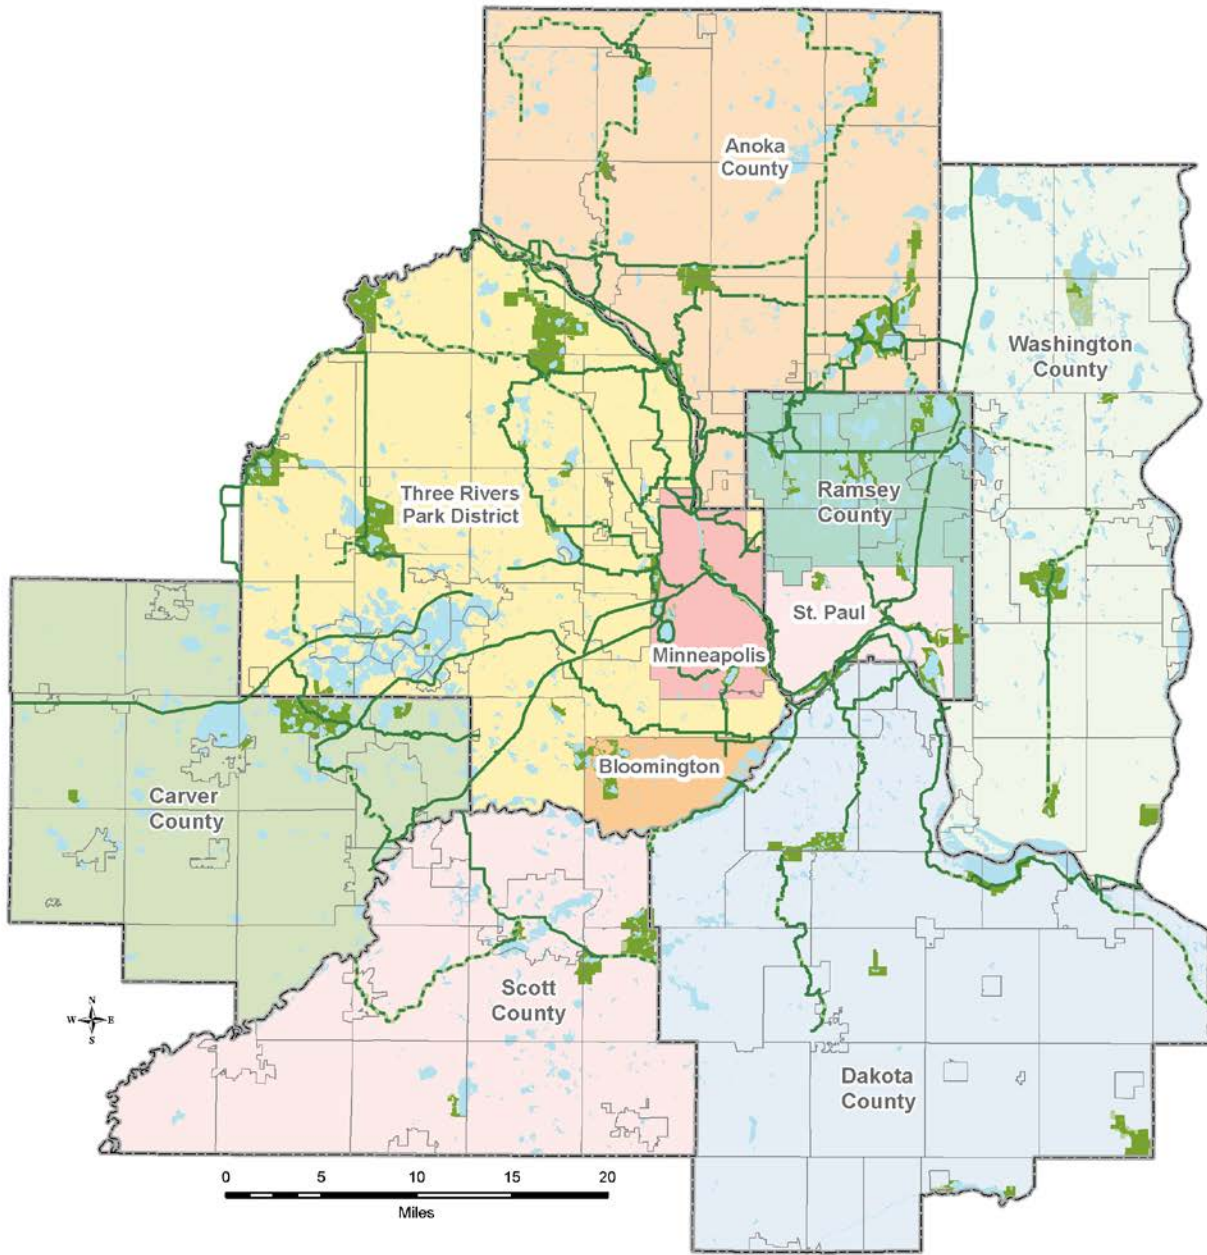 Anoka
County
Washington
County
Three Rivers
Park District
Ramsey
County
St. Paul
Minneapolis
Bloomington
Carver
County
Scott
County
N
W E
S
Dakota
County
0 5 10 15 20
Miles